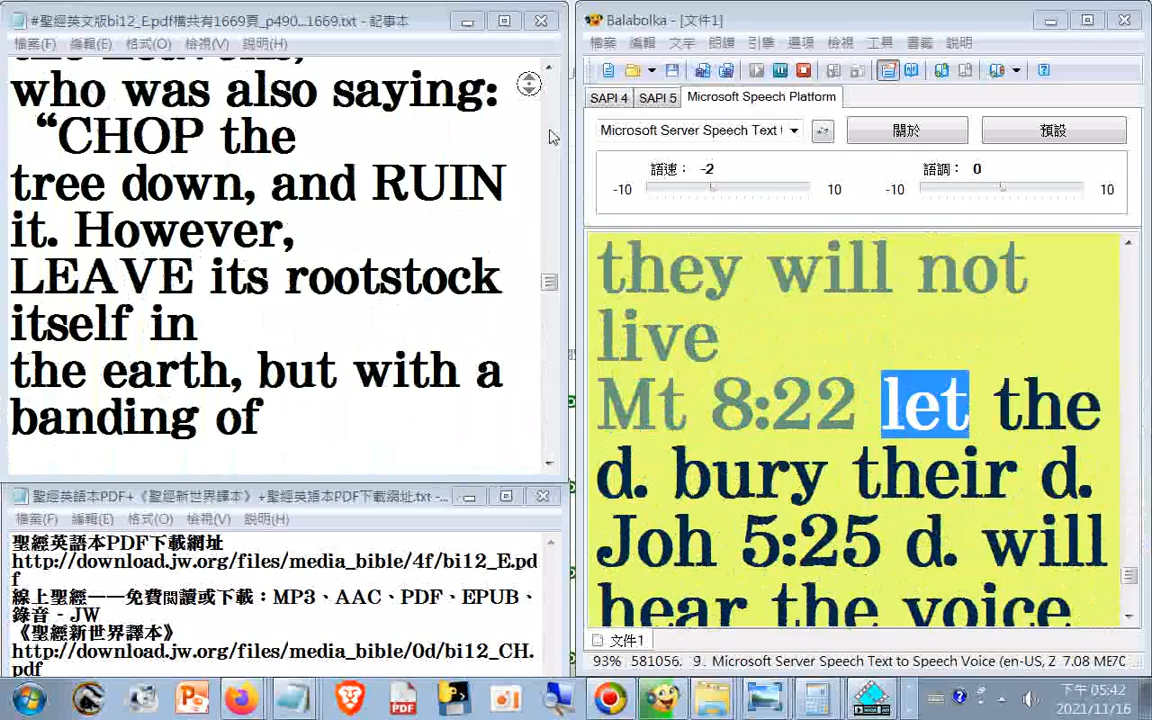 #聖經英文版bi12_E.pdf檔共有1669頁_p490...1669.txt - 記事本
檔案(F) 編輯(E) 格式(O) 檢視(V) 說明(H)
who was also saying:
“CHOP the
tree down, and RUIN
it. However,
LEAVE its rootstock
itself in
the earth, but with a
banding of
聖經英語本PDF+《聖經新世界譯本》+聖經英語本PDF下載網址.txt -...
檔案(F) 編輯(E) 格式(O) 檢視(V) 說明(H)
聖經英語本PDF下載網址
http://download.jw.org/files/media_bible/4f/bi12_E.pd
f
線上聖經──免費閱讀或下載：MP3、AAC、PDF、EPUB、
錄音 - JW
《聖經新世界譯本》
http://download.jw.org/files/media_bible/0d/bi12_CH.
pdf
Balabolka - [文件1]
檔案 編輯 文字 朗讀 引擎 選項 檢視 工具 書籤 說明
SAPI 4 SAPI 5 Microsoft Speech Platform
Microsoft Server Speech Text 關於 預設
語速： -2 語調： 0
-10 10 -10 10
they will not
live
Mt 8:22 let the
d. bury their d.
Joh 5:25 d. will
hear the voice
文件1
93% 581056. 9. Microsoft Server Speech Text to Speech Voice (en-US, Z 7.08 ME
PDF
下午 05:42
2021/11/16